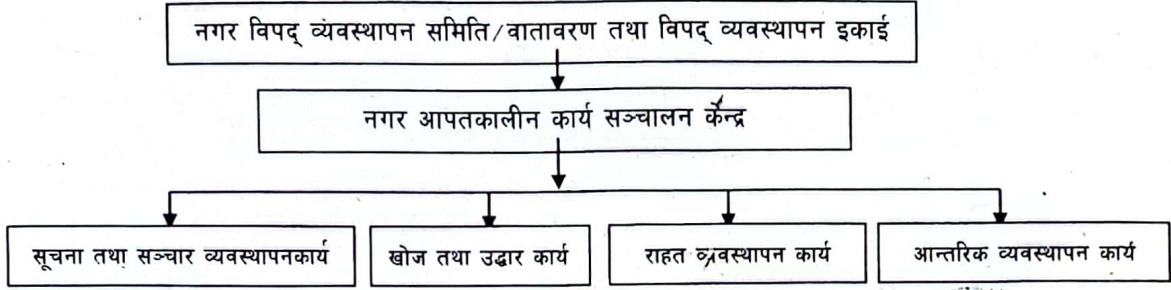 नगर विपद् व्यवस्थापन समिति/वातावरण तथा विपद् व्यवस्थापन इकाई
नगर आपतकालीन कार्य सञ्चालन केन्द्र
सूचना तथा सञ्चार व्यवस्थापनकार्य
खोज तथा उद्धार कार्य
राहत व्यवस्थापन कार्य
आन्तरिक व्यवस्थापन कार्य